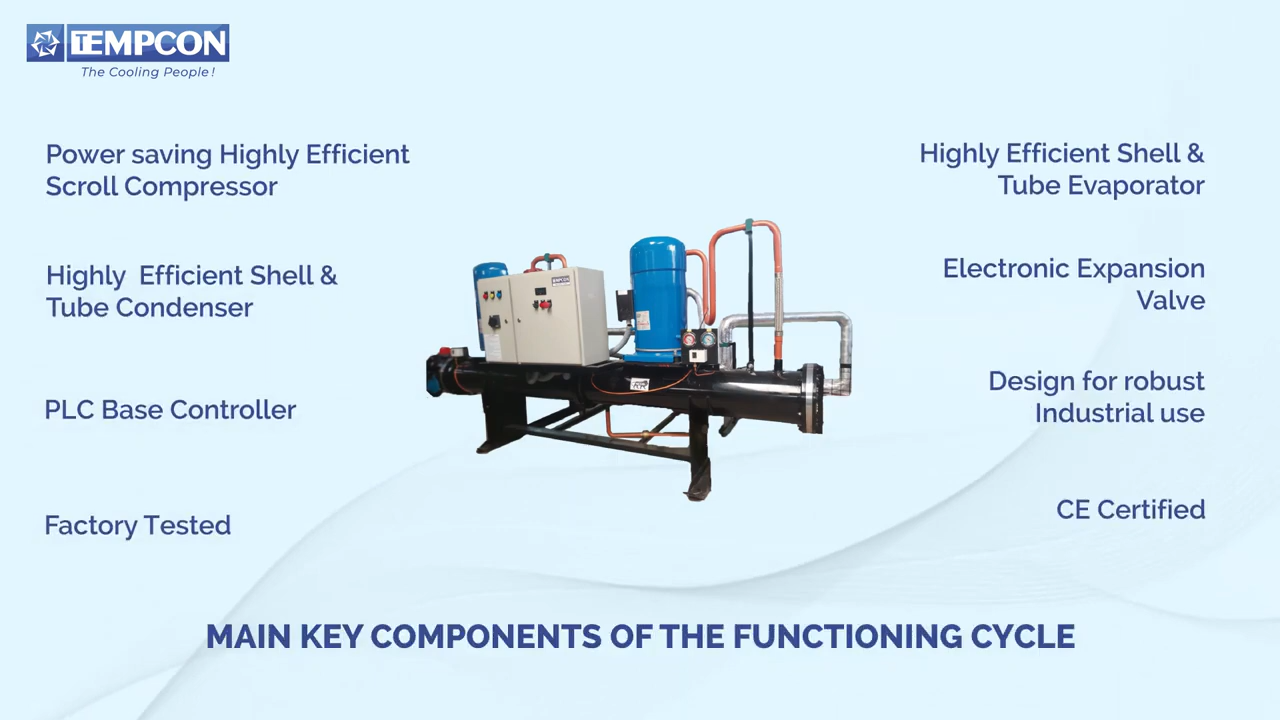 TEMPCON
The Cooling People!
Power saving Highly Efficient
Scroll Compressor
Highly Efficient Shell &
Tube Condenser
PLC Base Controller
Factory Tested
Highly Efficient Shell &
Tube Evaporator
Electronic Expansion
Valve
Design for robust
Industrial use
CE Certified
TEMPCON
MAIN KEY COMPONENTS OF THE FUNCTIONING CYCLE